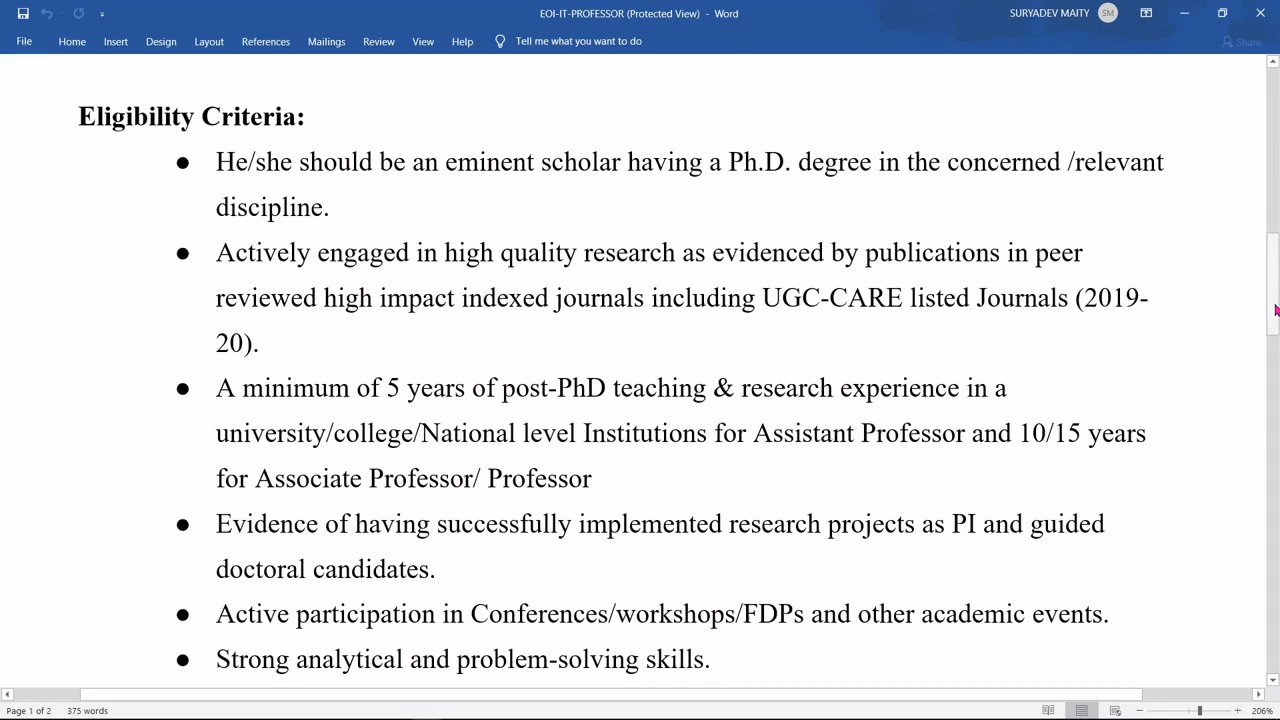 EOI-IT-PROFESSOR (Protected View) - Word
SURYADEV MAITY SM
File Home Insert Design Layout References Mailings Review View Help Tell me what you want to do Share
Eligibility Criteria:
● He/she should be an eminent scholar having a Ph.D. degree in the concerned /relevant
discipline.
● Actively engaged in high quality research as evidenced by publications in peer
reviewed high impact indexed journals including UGC-CARE listed Journals (2019-
20).
● A minimum of 5 years of post-PhD teaching & research experience in a
university/college/National level Institutions for Assistant Professor and 10/15 years
for Associate Professor/ Professor
● Evidence of having successfully implemented research projects as PI and guided
doctoral candidates.
● Active participation in Conferences/workshops/FDPs and other academic events.
● Strong analytical and problem-solving skills.
Page 1 of 2 375 words 206%